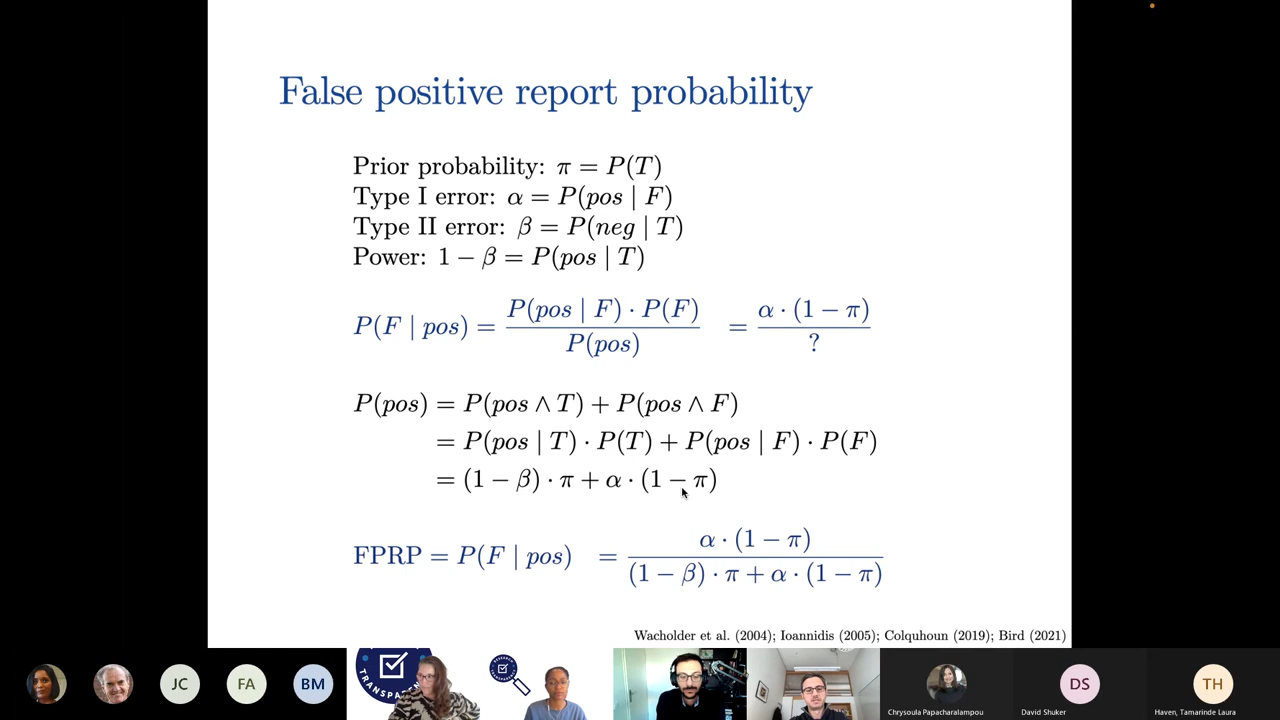 False positive report probability
Prior probability: π = P(T)
Type I error: α = P(pos | F)
Type II error: β = P(neg | T)
Power: 1 − β = P(pos | T)
P(F | pos) = P(pos | F) · P(F) / P(pos) = α · (1 − π) / ?
P(pos) = P(pos ∧ T) + P(pos ∧ F)
= P(pos | T) · P(T) + P(pos | F) · P(F)
= (1 − β) · π + α · (1 − π)
FPRP = P(F | pos) = α · (1 − π) / (1 − β) · π + α · (1 − π)
Wacholder et al. (2004); Ioannidis (2005); Colquhoun (2019); Bird (2021)
JC
FA
BM
DS
TH
Chrysoula Papacharalampou
David Shuker
Haven, Tamarinde Laura